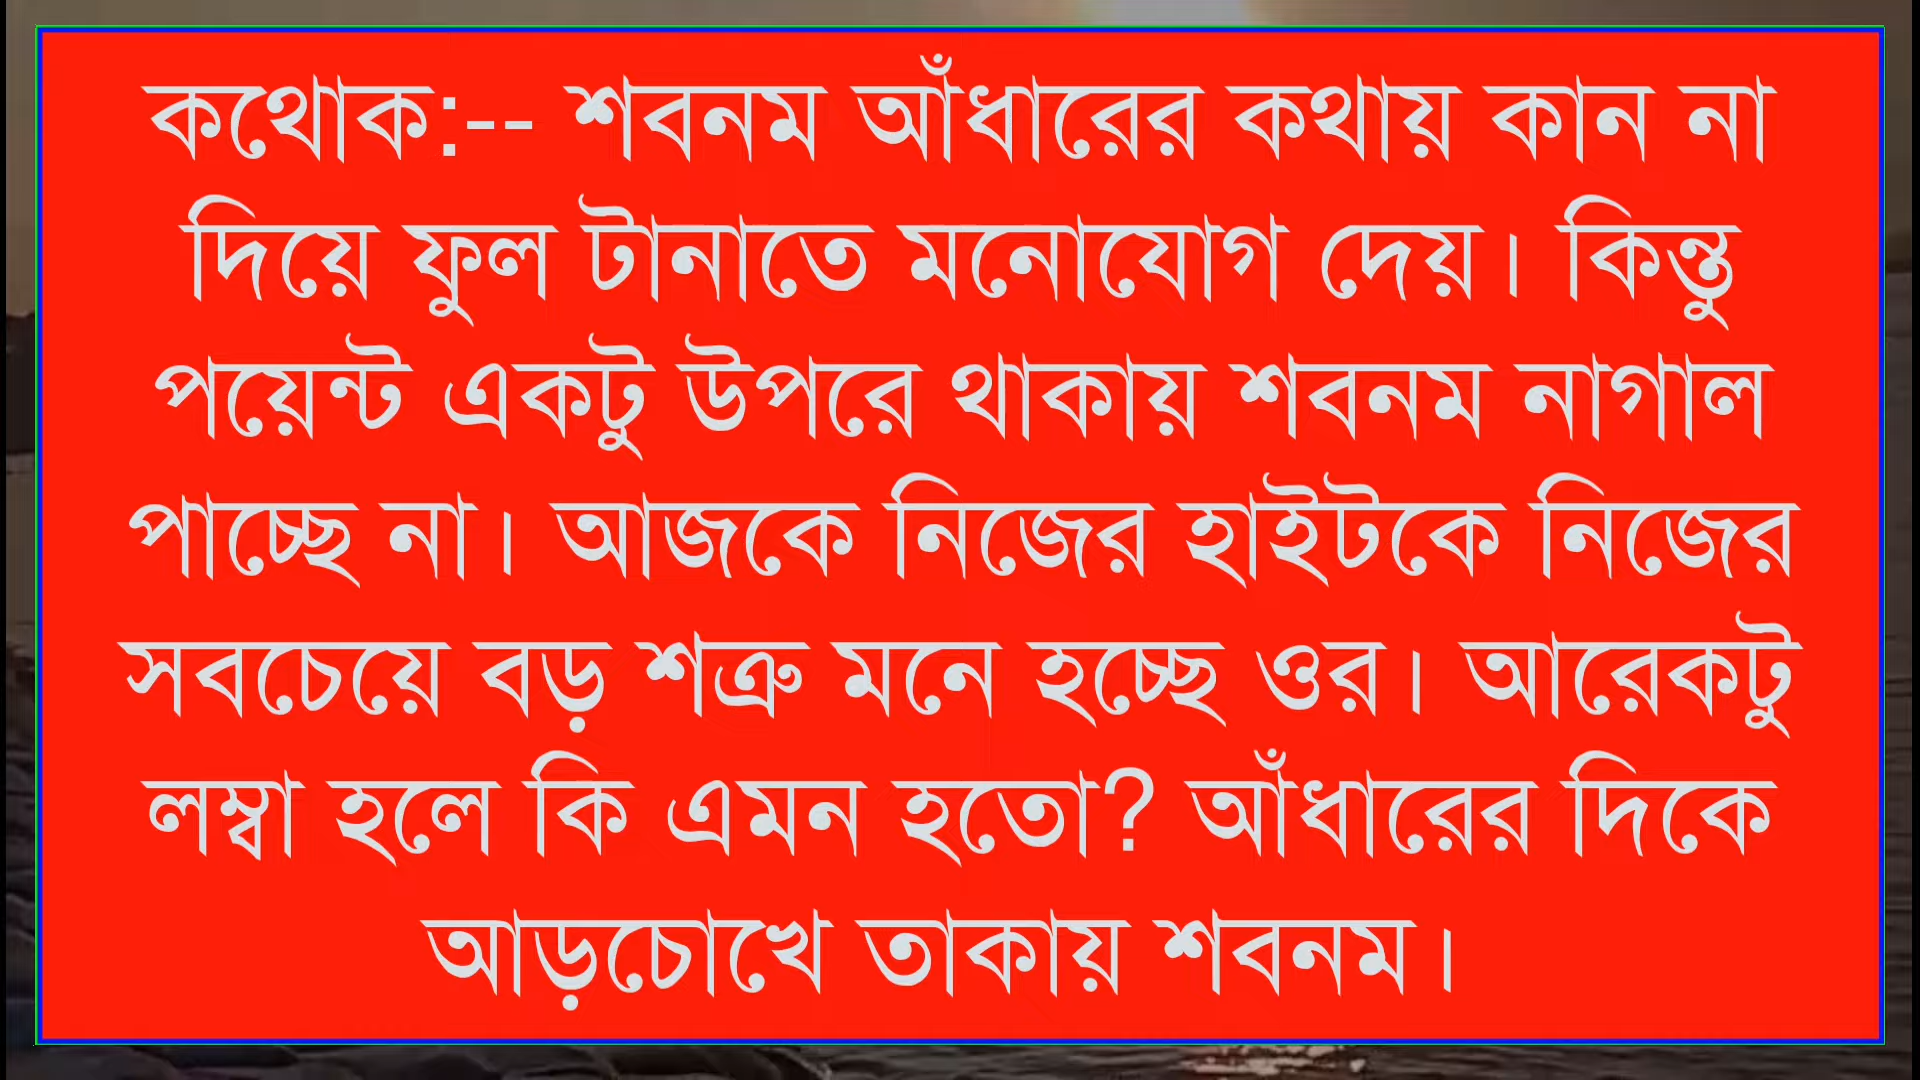 কথোক:-- শবনম আঁধারের কথায় কান না
দিয়ে ফুল টানাতে মনোযোগ দেয়। কিন্তু
পয়েন্ট একটু উপরে থাকায় শবনম নাগাল
পাচ্ছে না। আজকে নিজের হাইটকে নিজের
সবচেয়ে বড় শত্রু মনে হচ্ছে ওর। আরেকটু
লম্বা হলে কি এমন হতো? আঁধারের দিকে
আড়চোখে তাকায় শবনম।